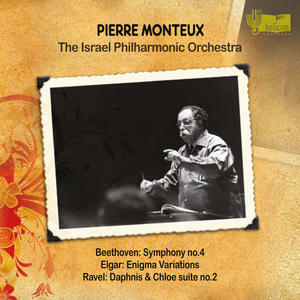 PIERRE MONTEUX
The Israel Philharmonic Orchestra
helicon
Beethoven: Symphony no.4
Elgar: Enigma Variations
Ravel: Daphnis & Chloe suite no.2